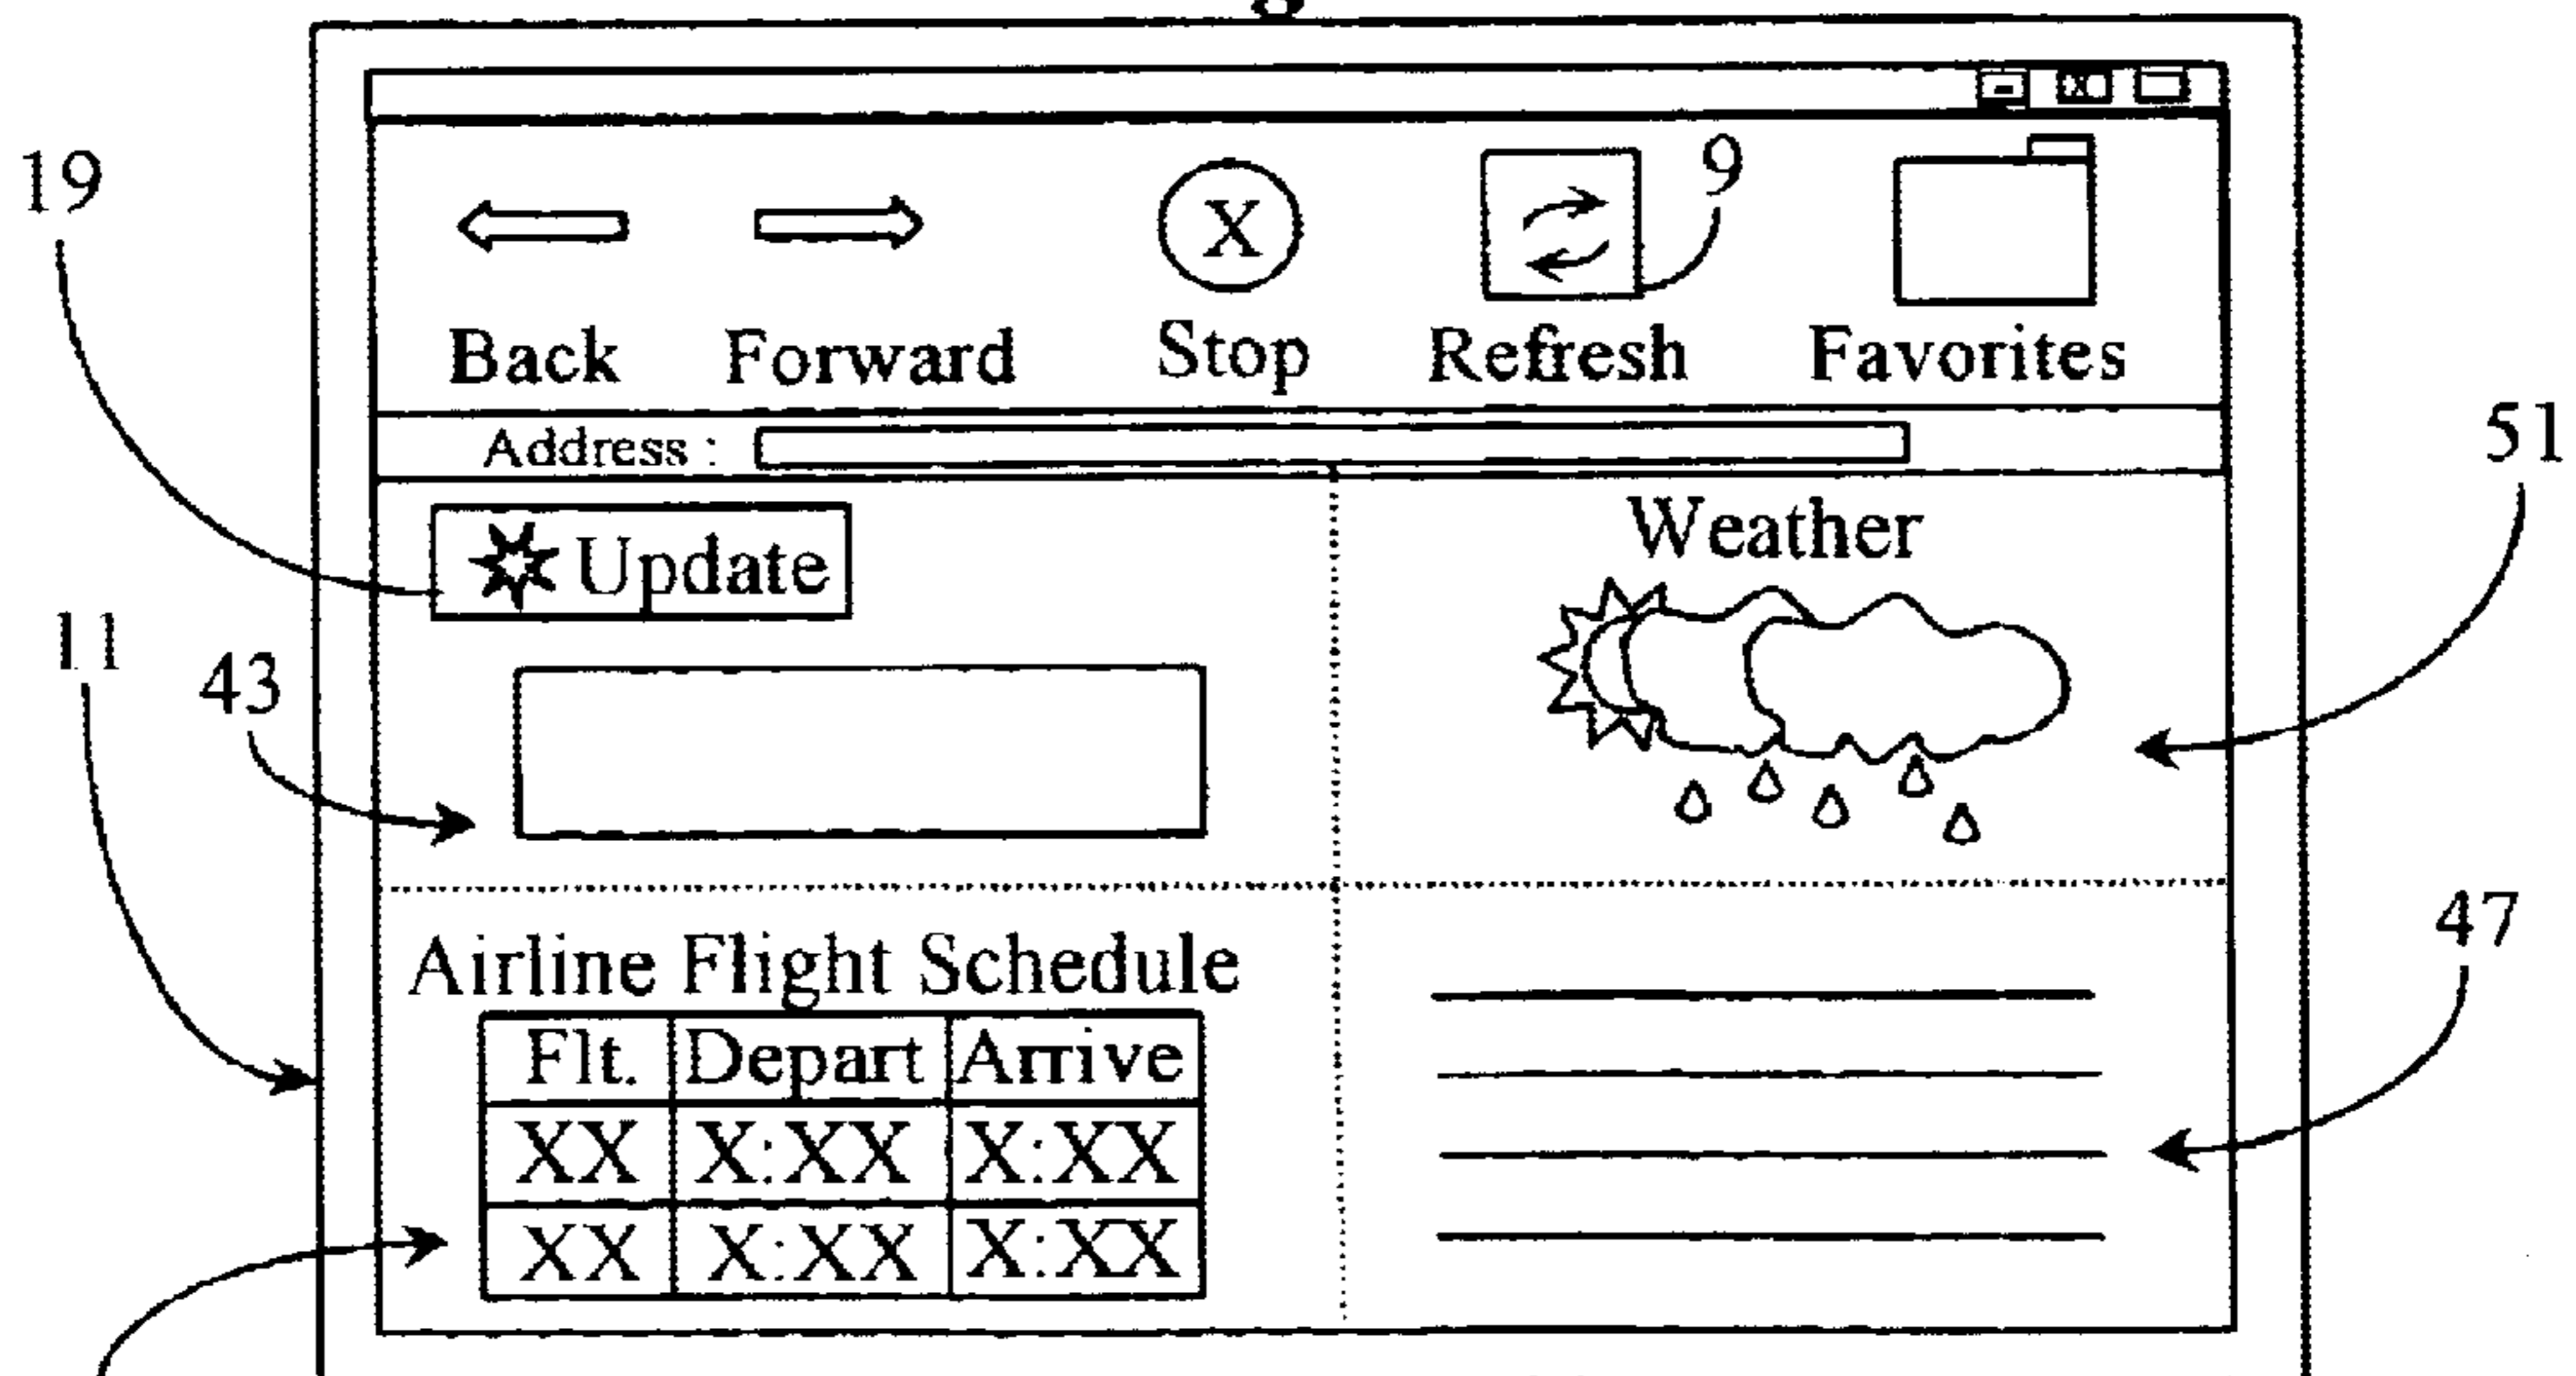 19
9
X
Back Forward Stop Refresh Favorites
Address :
51
Update
Weather
11
43
47
Airline Flight Schedule
Flt. Depart Arrive
XX X:XX X:XX
XX X:XX X:XX